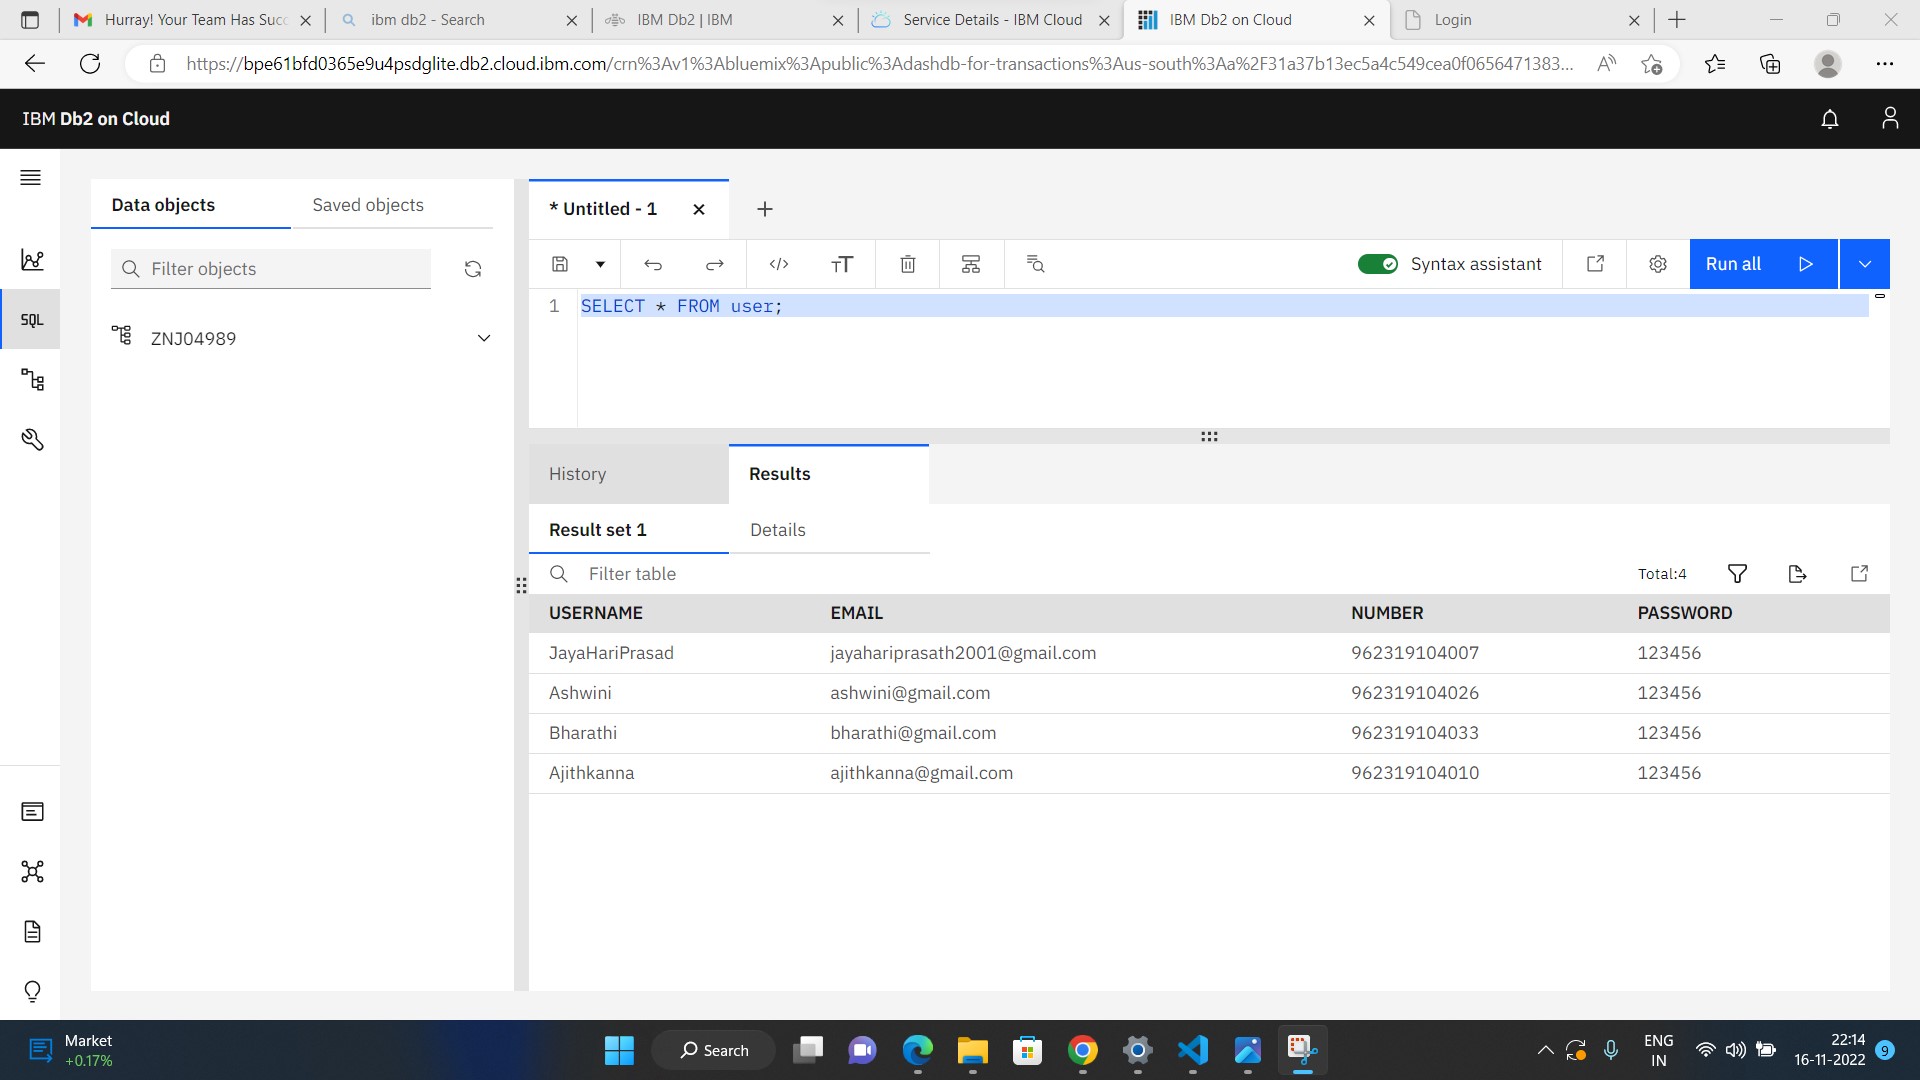 Hurray! Your Team Has Succ
ibm db2 - Search
IBM Db2 | IBM
Service Details - IBM Cloud
IBM Db2 on Cloud
Login
https://bpe61bfd0365e9u4psdglite.db2.cloud.ibm.com/crn%3Av1%3Abluemix%3Apublic%3Adashdb-for-transactions%3Aus-south%3Aa%2F31a37b13ec5a4c549cea0f0656471383...
IBM Db2 on Cloud
Data objects
Saved objects
* Untitled - 1
Filter objects
Syntax assistant
Run all
SQL
ZNJ04989
1 SELECT * FROM user;
History
Results
Result set 1
Details
Filter table
Total:4
USERNAME EMAIL NUMBER PASSWORD
JayaHariPrasad jayahariprasath2001@gmail.com 962319104007 123456
Ashwini ashwini@gmail.com 962319104026 123456
Bharathi bharathi@gmail.com 962319104033 123456
Ajithkanna ajithkanna@gmail.com 962319104010 123456
Market
+0.17%
Search
ENG
IN
22:14
16-11-2022
9